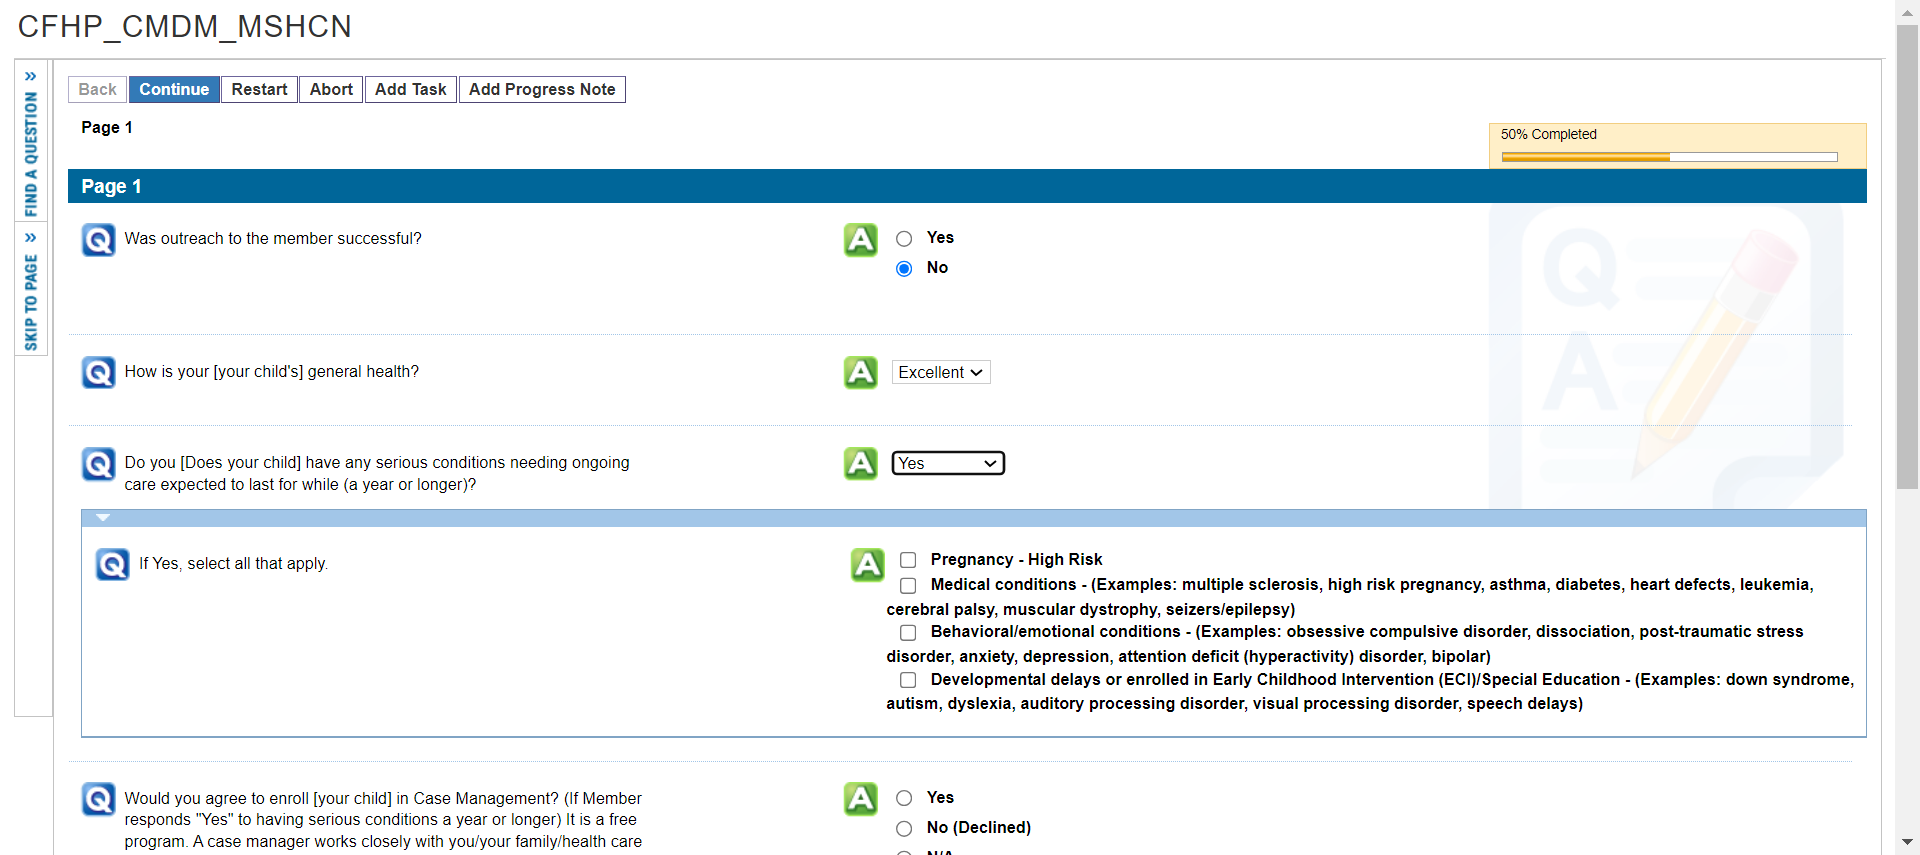 CFHP_CMDM_MSHCN
FIND A QUESTION
SKIP TO PAGE
Back Continue Restart Abort Add Task Add Progress Note
Page 1
50% Completed
Page 1
Q Was outreach to the member successful? A Yes
No
Q A
Q How is your [your child's] general health? A Excellent
Q Do you [Does your child] have any serious conditions needing ongoing A Yes
care expected to last for while (a year or longer)?
Q If Yes, select all that apply. A Pregnancy - High Risk
Medical conditions - (Examples: multiple sclerosis, high risk pregnancy, asthma, diabetes, heart defects, leukemia,
cerebral palsy, muscular dystrophy, seizers/epilepsy)
Behavioral/emotional conditions - (Examples: obsessive compulsive disorder, dissociation, post-traumatic stress
disorder, anxiety, depression, attention deficit (hyperactivity) disorder, bipolar)
Developmental delays or enrolled in Early Childhood Intervention (ECI)/Special Education - (Examples: down syndrome,
autism, dyslexia, auditory processing disorder, visual processing disorder, speech delays)
Q Would you agree to enroll [your child] in Case Management? (If Member A Yes
responds "Yes" to having serious conditions a year or longer) It is a free
No (Declined)
program. A case manager works closely with you/your family/health care
N/A